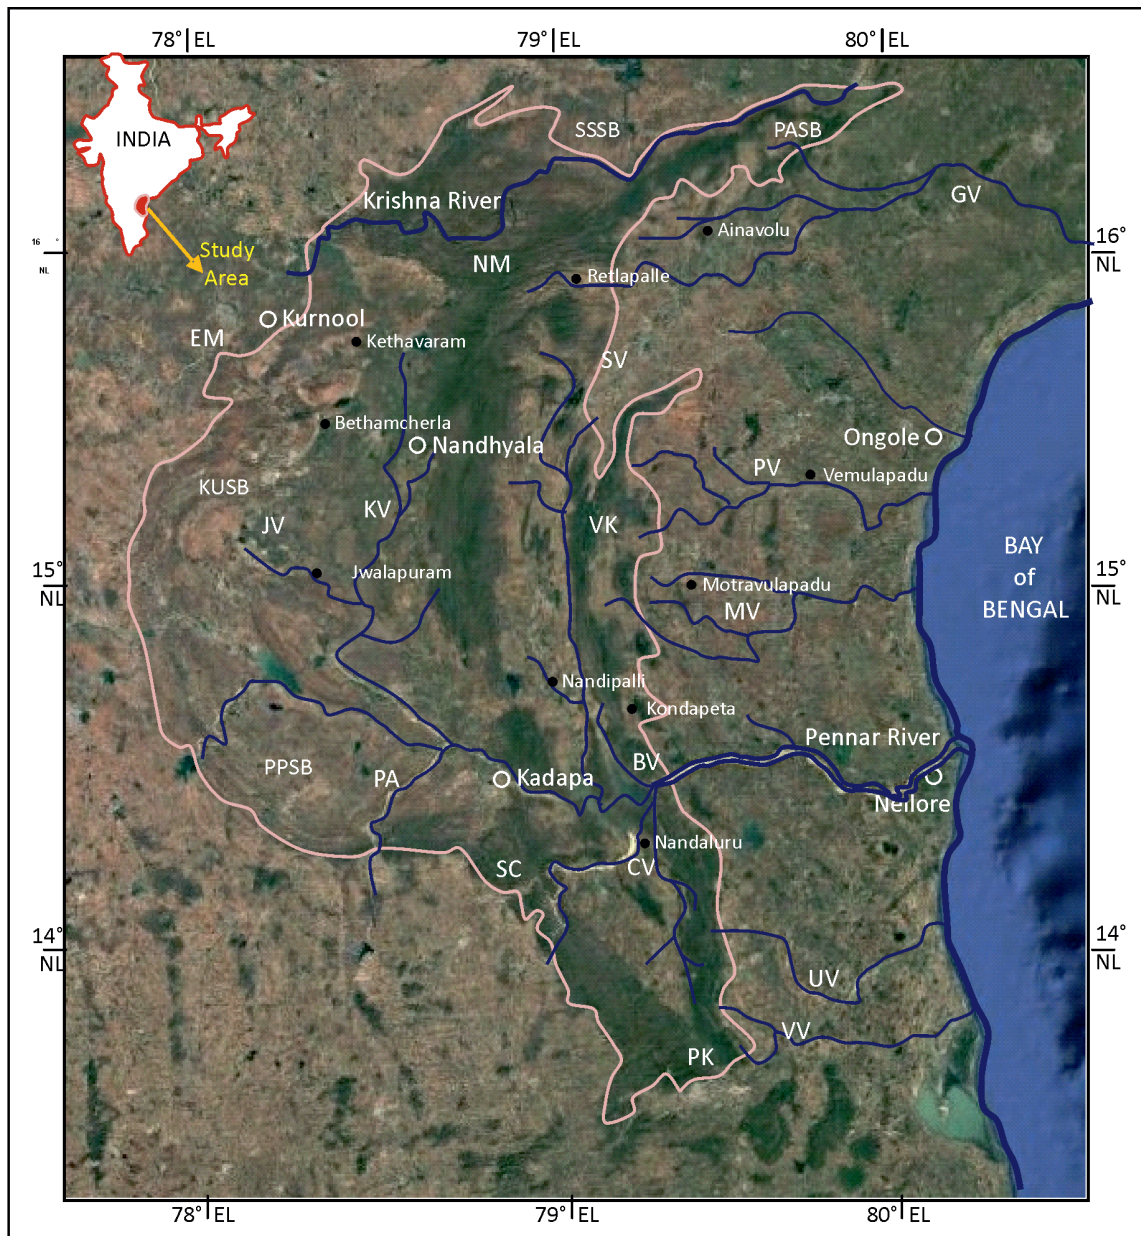 78° EL
79° EL
80° EL
INDIA
SSSB
PASB
Krishna River
GV
Ainavolu
16 °
NL
Study
Area
NM
16°
NL
Retlapalle
Kurnool
EM
Kethavaram
SV
Bethamcherla
Nandhyala
Ongole
PV
Vemulapadu
KUSB
JV
KV
VK
BAY
of
BENGAL
15°
NL
Jwalapuram
Motravulapadu
15°
NL
MV
Nandipalli
Kondapeta
Pennar River
PPSB
PA
Kadapa
BV
Nellore
Nandaluru
SC
CV
14°
NL
14°
NL
UV
VV
PK
78° EL
79° EL
80° EL